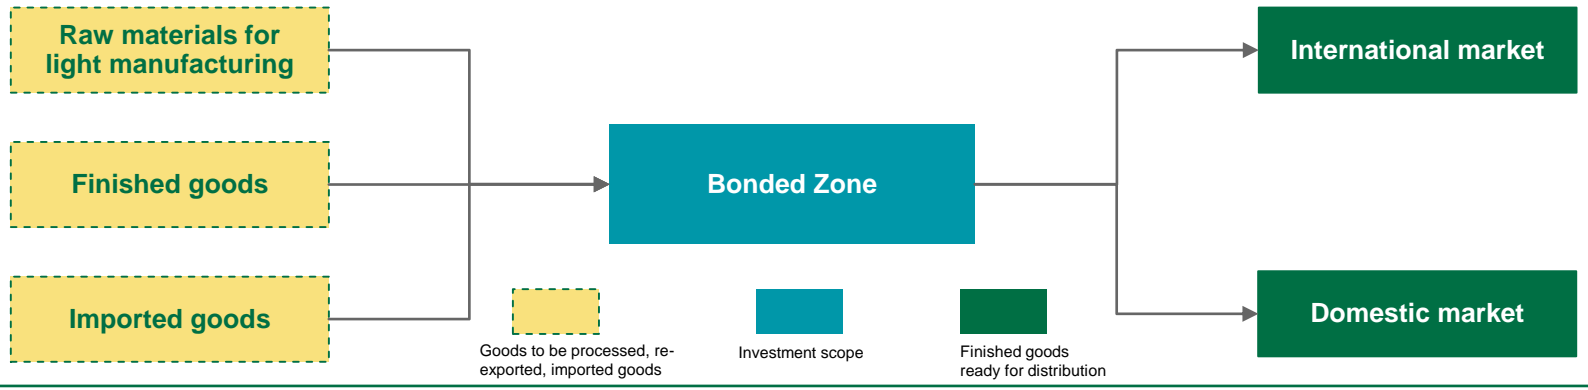 Raw materials for
light manufacturing
International market
Finished goods
Bonded Zone
Imported goods
Domestic market
Goods to be processed, re-
exported, imported goods
Investment scope
Finished goods
ready for distribution